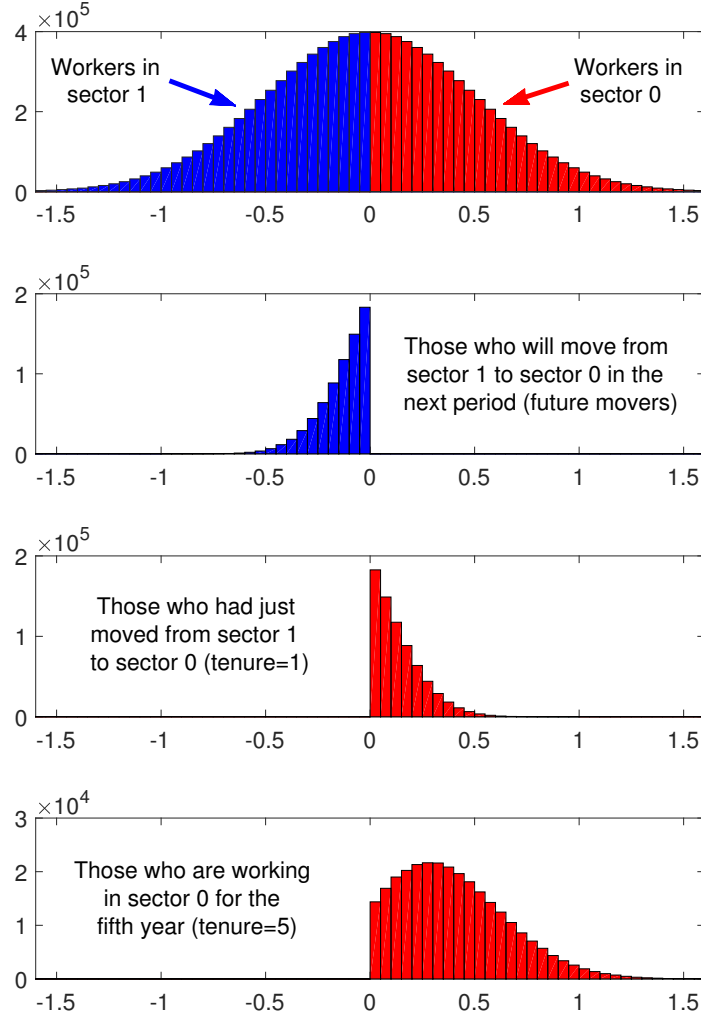 ×10^5
4
2
0
Workers in
sector 1
Workers in
sector 0
-1.5 -1 -0.5 0 0.5 1 1.5
×10^5
2
1
0
Those who will move from
sector 1 to sector 0 in the
next period (future movers)
-1.5 -1 -0.5 0 0.5 1 1.5
×10^5
2
1
0
Those who had just
moved from sector 1
to sector 0 (tenure=1)
-1.5 -1 -0.5 0 0.5 1 1.5
×10^4
3
2
1
0
Those who are working
in sector 0 for the
fifth year (tenure=5)
-1.5 -1 -0.5 0 0.5 1 1.5